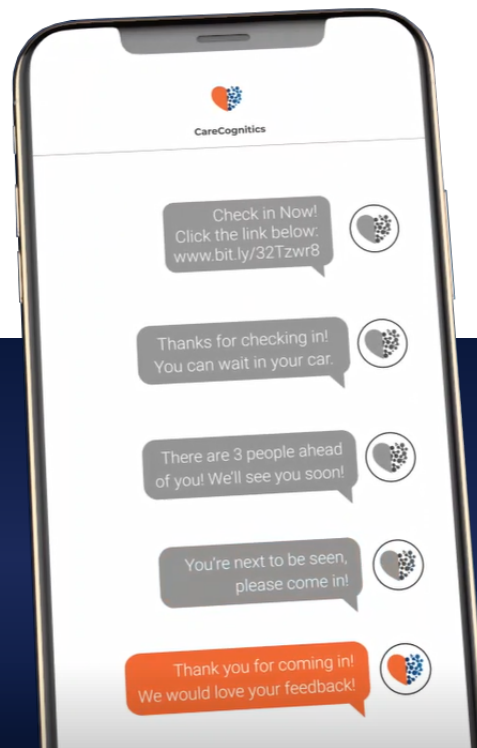 CareCognitics
Check in Now!
Click the link below:
www.bit.ly/32Tzwr8
Thanks for checking in!
You can wait in your car.
There are 3 people ahead
of you! We'll see you soon!
You're next to be seen,
please come in!
Thank you for coming in!
We would love your feedback!